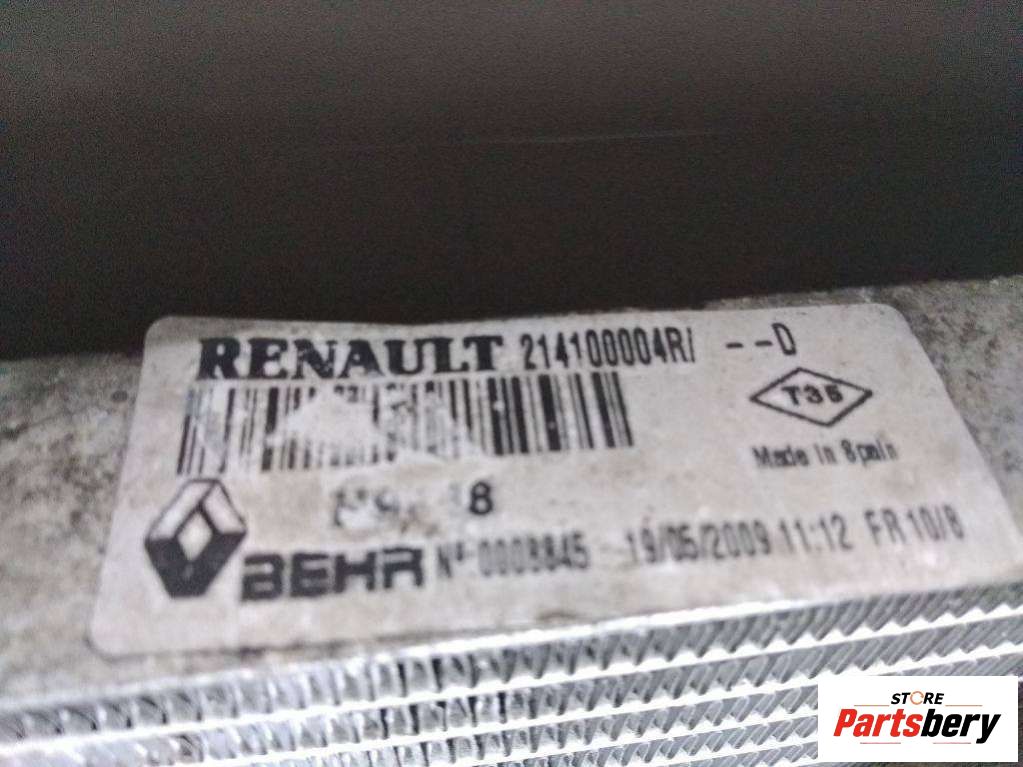 RENAULT 214100004R/ --D
T35
Made in Spain
8
BEHR Nº 0008845 19/05/2009 11:12 FR 10/8
STORE
Partsbery